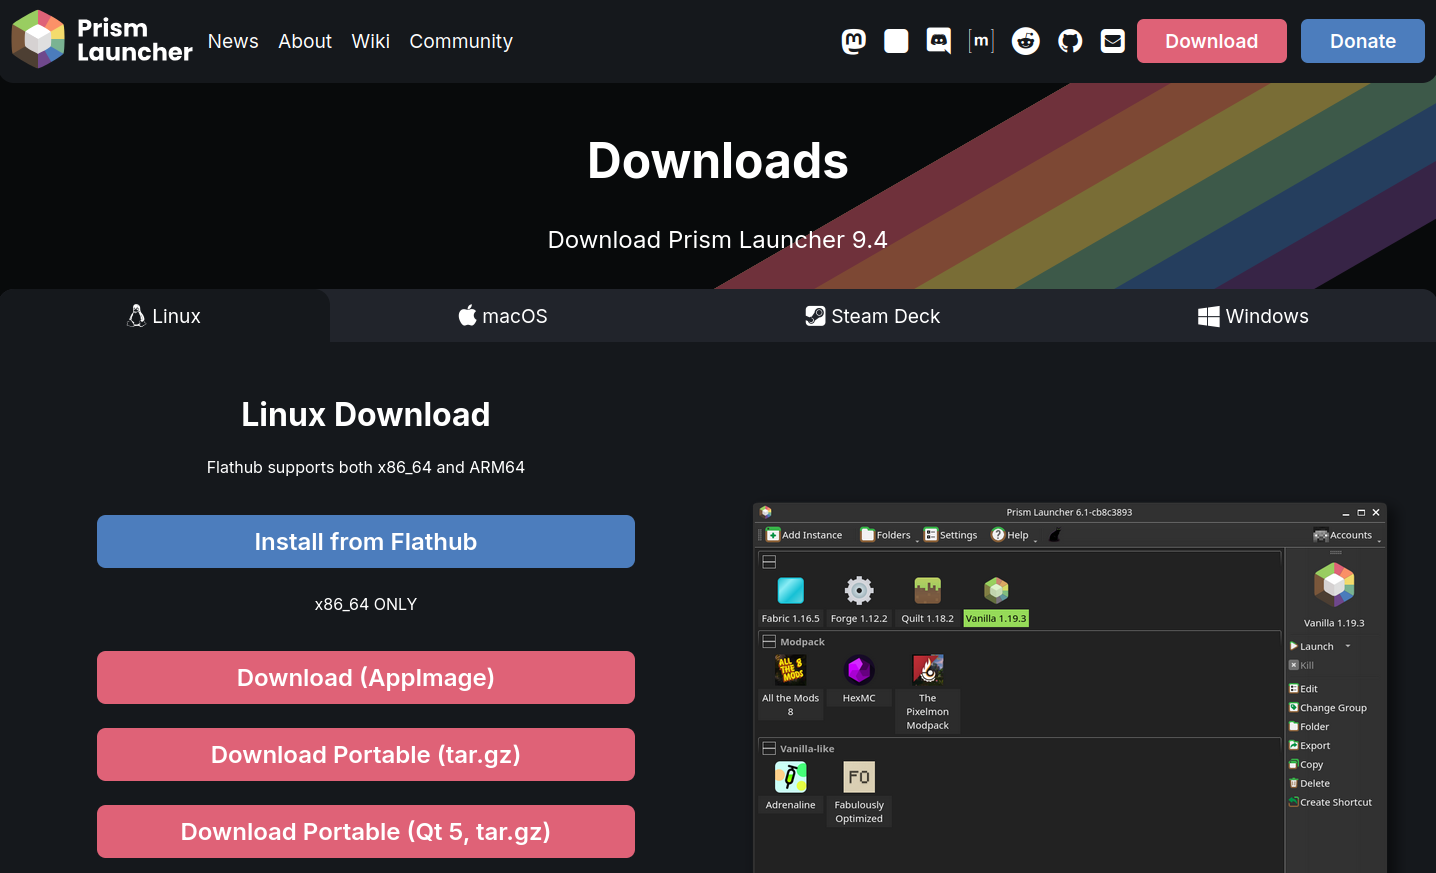 Prism
Launcher
News About Wiki Community
[m]
Download Donate
Downloads
Download Prism Launcher 9.4
Linux macOS Steam Deck Windows
Linux Download
Flathub supports both x86_64 and ARM64
Install from Flathub
x86_64 ONLY
Download (AppImage)
Download Portable (tar.gz)
Download Portable (Qt 5, tar.gz)
Prism Launcher 6.1-cb8c3893
Add Instance Folders Settings Help Accounts
Fabric 1.16.5 Forge 1.12.2 Quilt 1.18.2 Vanilla 1.19.3
Modpack
ALL THE MODS 8
All the Mods 8
HexMC
The Pixelmon Modpack
Vanilla-like
FO
Adrenaline
Fabulously Optimized
Vanilla 1.19.3
Launch
Kill
Edit
Change Group
Folder
Export
Copy
Delete
Create Shortcut